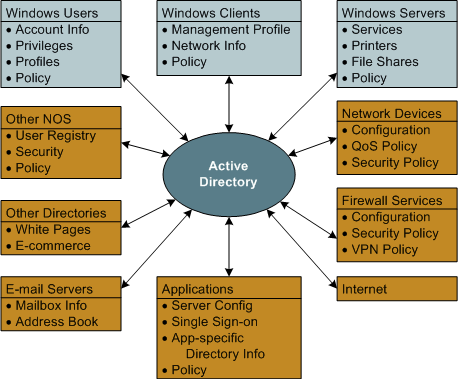 Windows Users
• Account Info
• Privileges
• Profiles
• Policy
Windows Clients
• Management Profile
• Network Info
• Policy
Windows Servers
• Services
• Printers
• File Shares
• Policy
Other NOS
• User Registry
• Security
• Policy
Active
Directory
Network Devices
• Configuration
• QoS Policy
• Security Policy
Other Directories
• White Pages
• E-commerce
Firewall Services
• Configuration
• Security Policy
• VPN Policy
E-mail Servers
• Mailbox Info
• Address Book
Applications
• Server Config
• Single Sign-on
• App-specific
Directory Info
• Policy
Internet